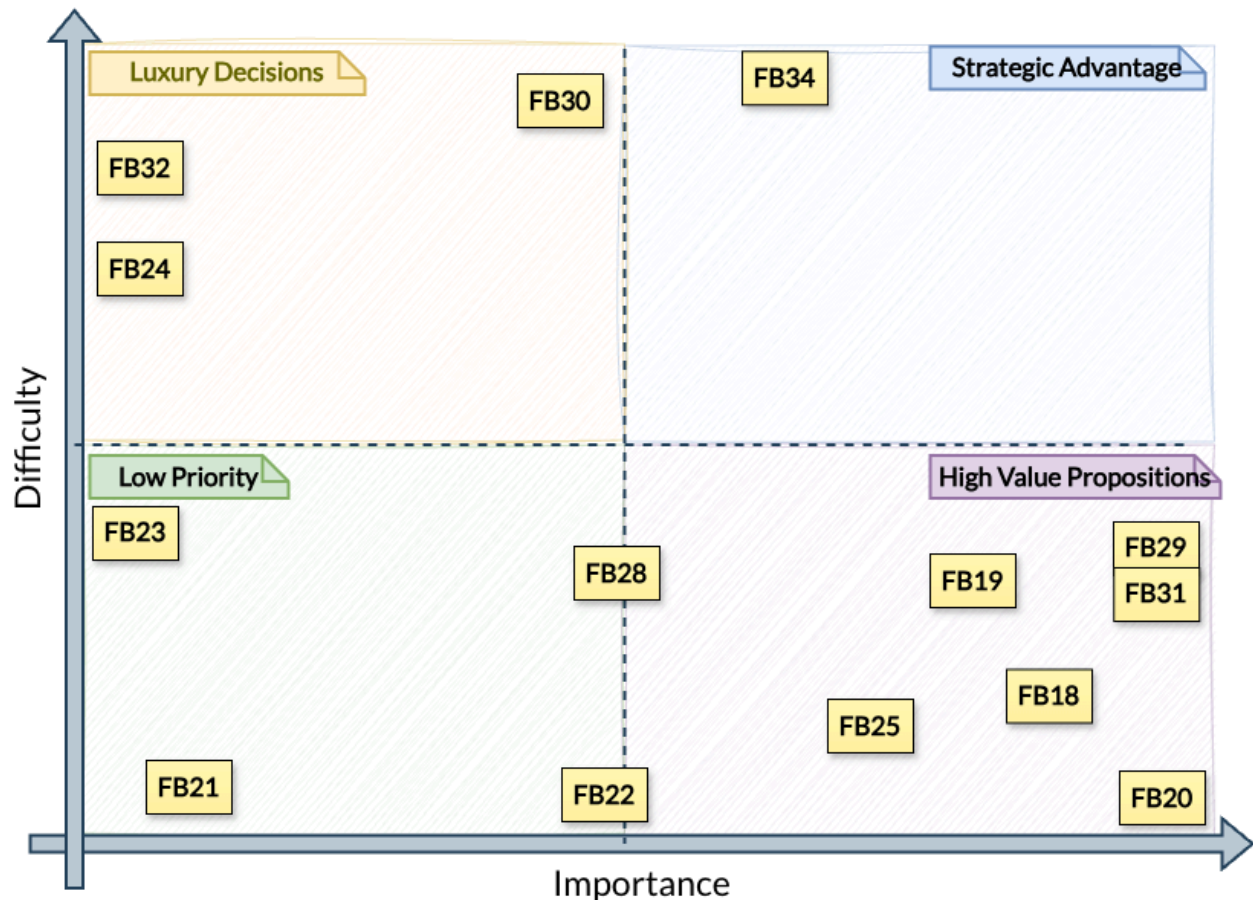 Luxury Decisions
Strategic Advantage
FB34
FB30
FB32
FB24
Difficulty
Low Priority
High Value Propositions
FB23
FB28
FB19
FB29
FB31
FB18
FB25
FB21
FB22
FB20
Importance